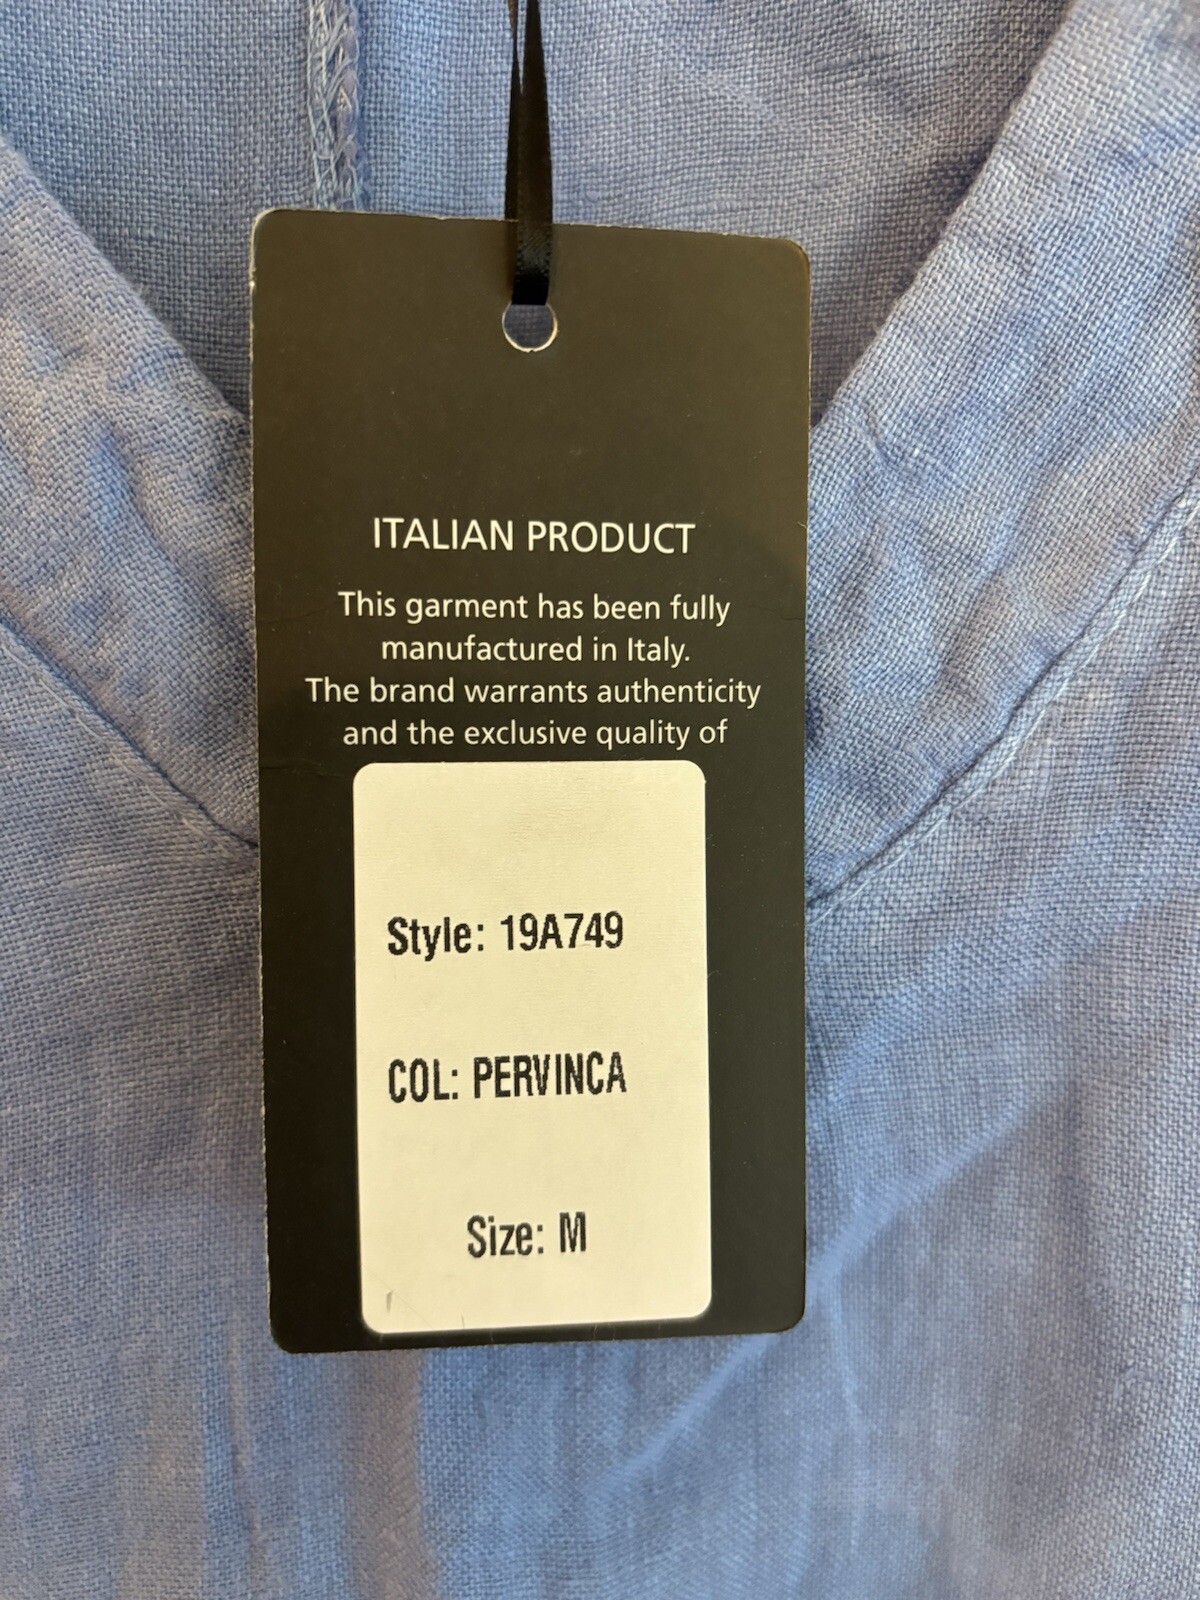 ITALIAN PRODUCT
This garment has been fully
manufactured in Italy.
The brand warrants authenticity
and the exclusive quality of
Style: 19A749
COL: PERVINCA
Size: M